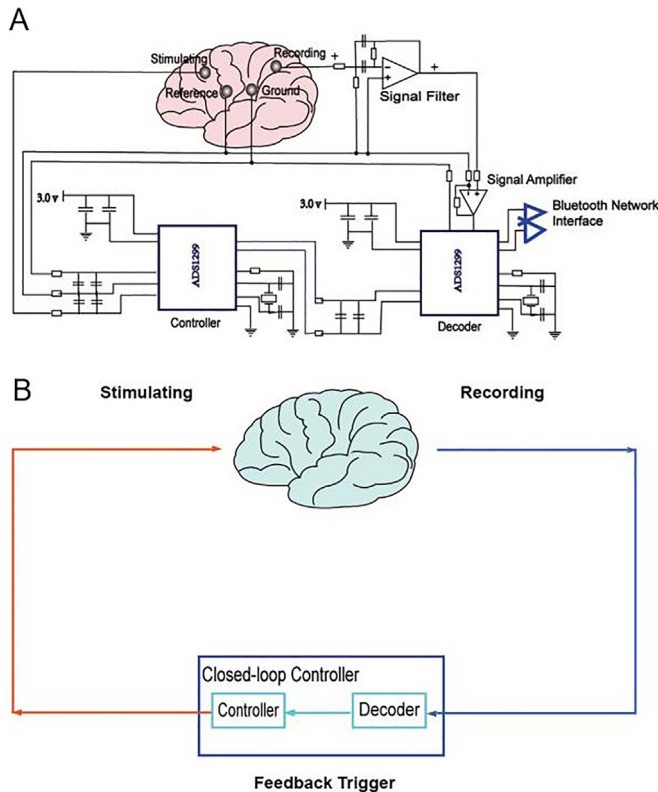 A
Stimulating
Recording
+
+
Reference
Ground
Signal Filter
Signal Amplifier
3.0 v
3.0 v
Bluetooth Network
Interface
ADS1299
ADS1299
Controller
Decoder
B
Stimulating
Recording
Closed-loop Controller
Controller
Decoder
Feedback Trigger